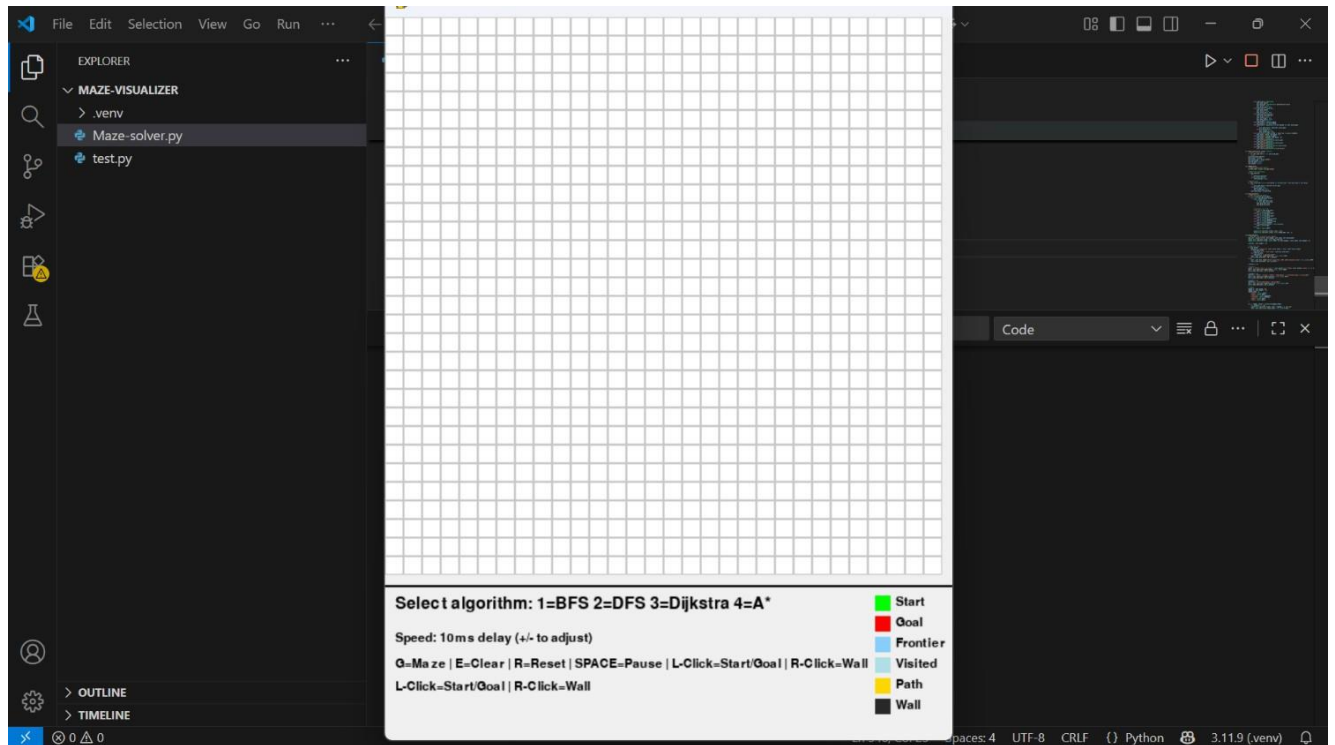 File Edit Selection View Go Run ···
EXPLORER ···
MAZE-VISUALIZER
.venv
Maze-solver.py
test.py
Code
Select algorithm: 1=BFS 2=DFS 3=Dijkstra 4=A*
Speed: 10ms delay (+/- to adjust)
G=Maze | E=Clear | R=Reset | SPACE=Pause | L-Click=Start/Goal | R-Click=Wall
L-Click=Start/Goal | R-Click=Wall
Start
Goal
Frontier
Visited
Path
Wall
OUTLINE
TIMELINE
0 0 Spaces: 4 UTF-8 CRLF {} Python 3.11.9 (.venv)